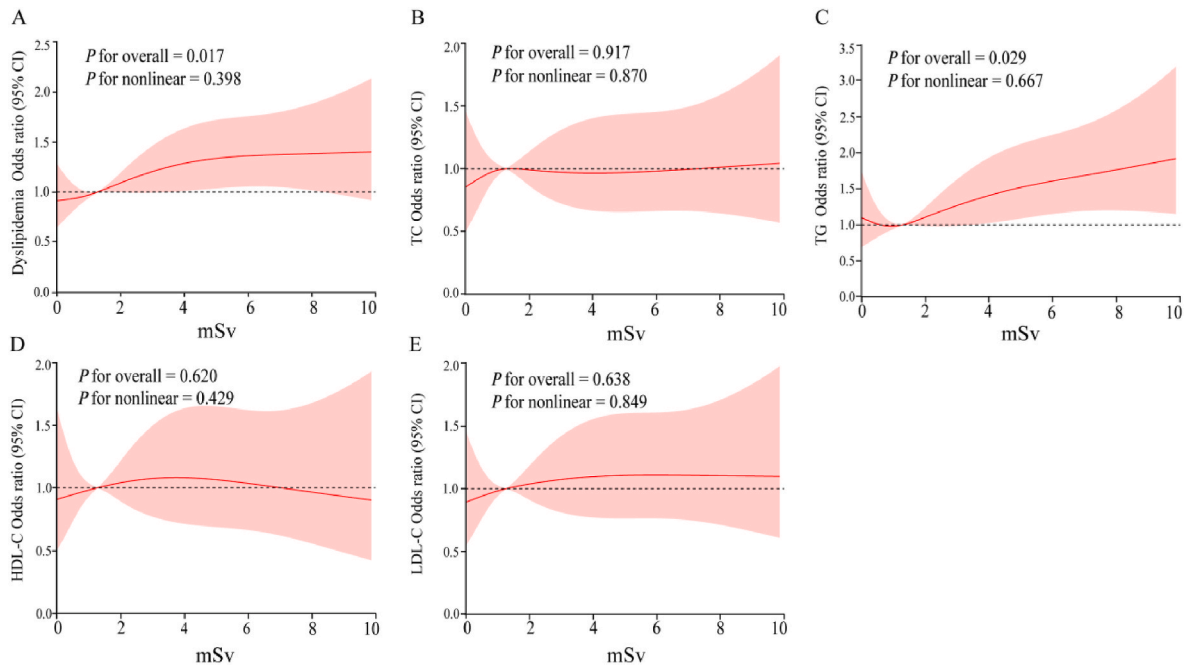 A
P for overall = 0.017
P for nonlinear = 0.398
Dyslipidemia Odds ratio (95% CI)
2.5
2.0
1.5
1.0
0.5
0.0
0 2 4 6 8 10
mSv
B
P for overall = 0.917
P for nonlinear = 0.870
TC Odds ratio (95% CI)
2.0
1.5
1.0
0.5
0.0
0 2 4 6 8 10
mSv
C
P for overall = 0.029
P for nonlinear = 0.667
TG Odds ratio (95% CI)
3.5
3.0
2.5
2.0
1.5
1.0
0.5
0.0
0 2 4 6 8 10
mSv
D
P for overall = 0.620
P for nonlinear = 0.429
HDL-C Odds ratio (95% CI)
2.0
1.5
1.0
0.5
0.0
0 2 4 6 8 10
mSv
E
P for overall = 0.638
P for nonlinear = 0.849
LDL-C Odds ratio (95% CI)
2.0
1.5
1.0
0.5
0.0
0 2 4 6 8 10
mSv